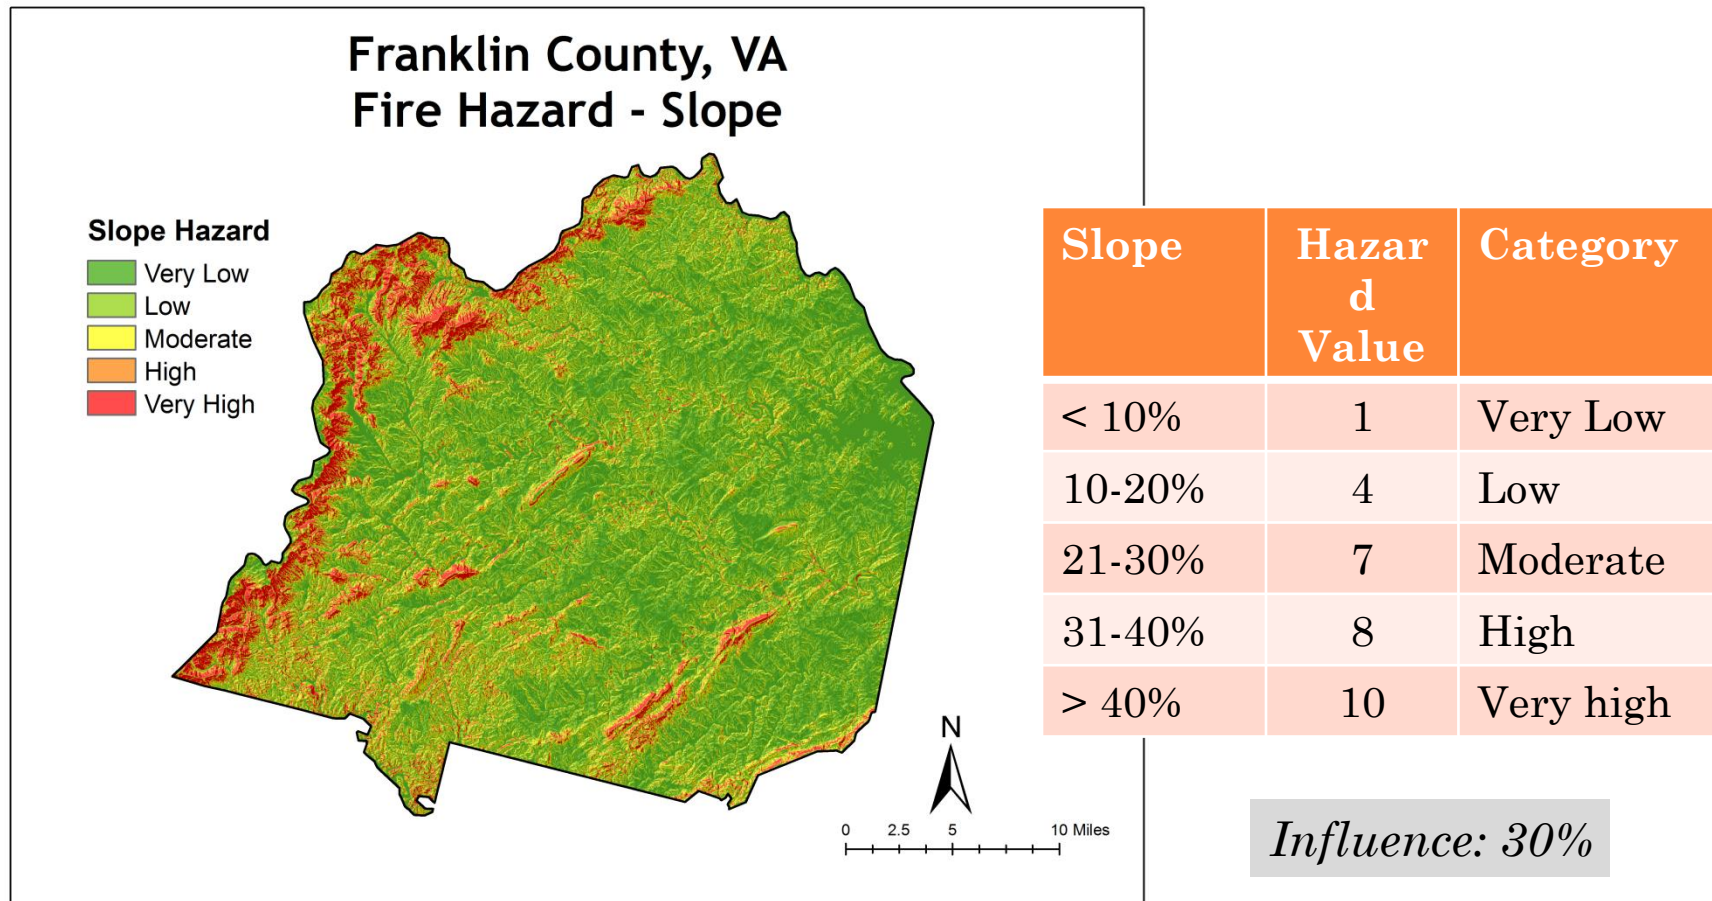 Franklin County, VA
Fire Hazard - Slope
Slope Hazard
Very Low
Low
Moderate
High
Very High
N
0 2.5 5 10 Miles
Slope Hazar Category
d
Value
< 10% 1 Very Low
10-20% 4 Low
21-30% 7 Moderate
31-40% 8 High
> 40% 10 Very high
Influence: 30%